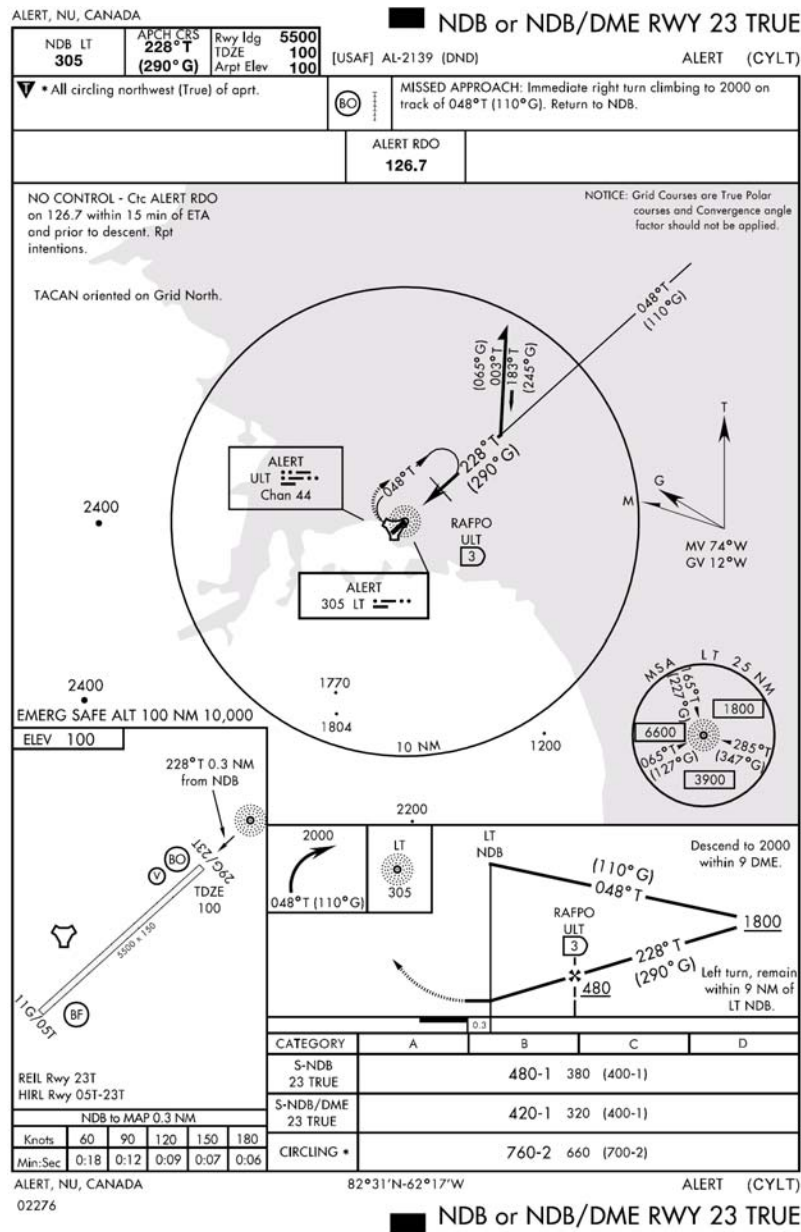 ALERT, NU, CANADA
NDB or NDB/DME RWY 23 TRUE
NDB LT
305
APCH CRS
228°T
(290°G)
Rwy ldg 5500
TDZE 100
Arpt Elev 100
[USAF] AL-2139 (DND)
ALERT (CYLT)
T * All circling northwest (True) of aprt.
BO
MISSED APPROACH: Immediate right turn climbing to 2000 on
track of 048°T (110°G). Return to NDB.
ALERT RDO
126.7
NO CONTROL - Ctc ALERT RDO
on 126.7 within 15 min of ETA
and prior to descent. Rpt
intentions.
TACAN oriented on Grid North.
NOTICE: Grid Courses are True Polar
courses and Convergence angle
factor should not be applied.
048°T
(110°G)
(065°G)
003°T
183°T
(245°G)
228°T
(290°G)
048°T
ALERT
ULT
Chan 44
RAFPO
ULT
3
ALERT
305 LT
T
G
M
MV 74°W
GV 12°W
2400
2400
1770
1804
10 NM
1200
2200
EMERG SAFE ALT 100 NM 10,000
MSA LT 25 NM
165°T
(227°G)
1800
6600
065°T
(127°G)
285°T
(347°G)
3900
ELEV 100
228°T 0.3 NM
from NDB
29G/23T
BO
V
TDZE
100
5500 x 150
11G/05T
BF
REIL Rwy 23T
HIRL Rwy 05T-23T
NDB to MAP 0.3 NM
Knots 60 90 120 150 180
Min:Sec 0:18 0:12 0:09 0:07 0:06
2000
048°T (110°G)
LT
305
LT
NDB
Descend to 2000
within 9 DME.
(110°G)
048°T
1800
RAFPO
ULT
3
228°T
(290°G)
480
Left turn, remain
within 9 NM of
LT NDB.
0.3
CATEGORY A B C D
S-NDB
23 TRUE
480-1 380 (400-1)
S-NDB/DME
23 TRUE
420-1 320 (400-1)
CIRCLING *
760-2 660 (700-2)
ALERT, NU, CANADA
82°31'N-62°17'W
ALERT (CYLT)
02276
NDB or NDB/DME RWY 23 TRUE